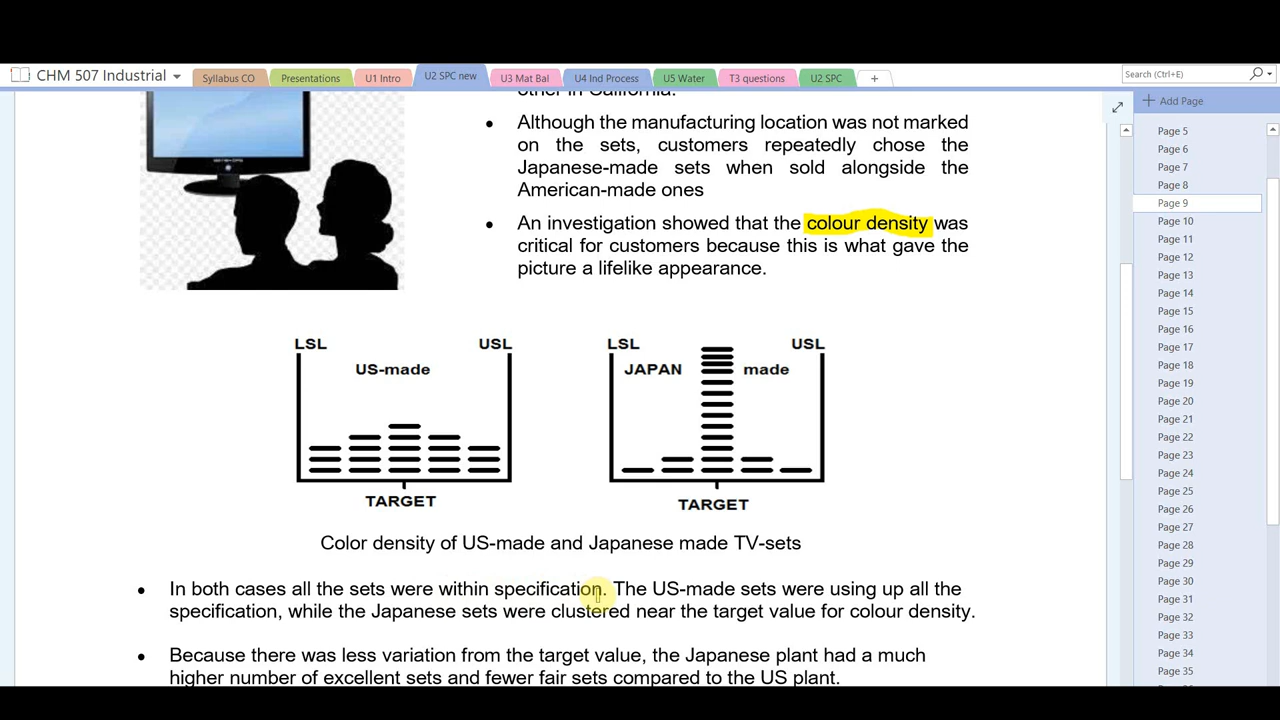 CHM 507 Industrial
Syllabus CO
Presentations
U1 Intro
U2 SPC new
U3 Mat Bal
U4 Ind Process
U5 Water
T3 questions
U2 SPC
Search (Ctrl+E)
Add Page
other in California.
• Although the manufacturing location was not marked
on the sets, customers repeatedly chose the
Japanese-made sets when sold alongside the
American-made ones
• An investigation showed that the colour density was
critical for customers because this is what gave the
picture a lifelike appearance.
LSL USL
US-made
TARGET
LSL USL
JAPAN made
TARGET
Color density of US-made and Japanese made TV-sets
• In both cases all the sets were within specification. The US-made sets were using up all the
specification, while the Japanese sets were clustered near the target value for colour density.
• Because there was less variation from the target value, the Japanese plant had a much
higher number of excellent sets and fewer fair sets compared to the US plant.
Page 5
Page 6
Page 7
Page 8
Page 9
Page 10
Page 11
Page 12
Page 13
Page 14
Page 15
Page 16
Page 17
Page 18
Page 19
Page 20
Page 21
Page 22
Page 23
Page 24
Page 25
Page 26
Page 27
Page 28
Page 29
Page 30
Page 31
Page 32
Page 33
Page 34
Page 35